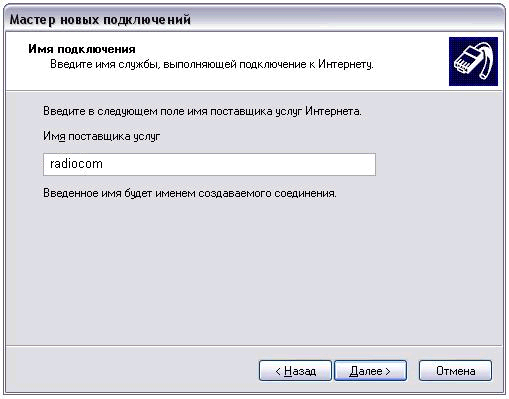 Мастер новых подключений
Имя подключения
Введите имя службы, выполняющей подключение к Интернету.
Введите в следующем поле имя поставщика услуг Интернета.
Имя поставщика услуг
radiocom
Введенное имя будет именем создаваемого соединения.
< Назад Далее > Отмена